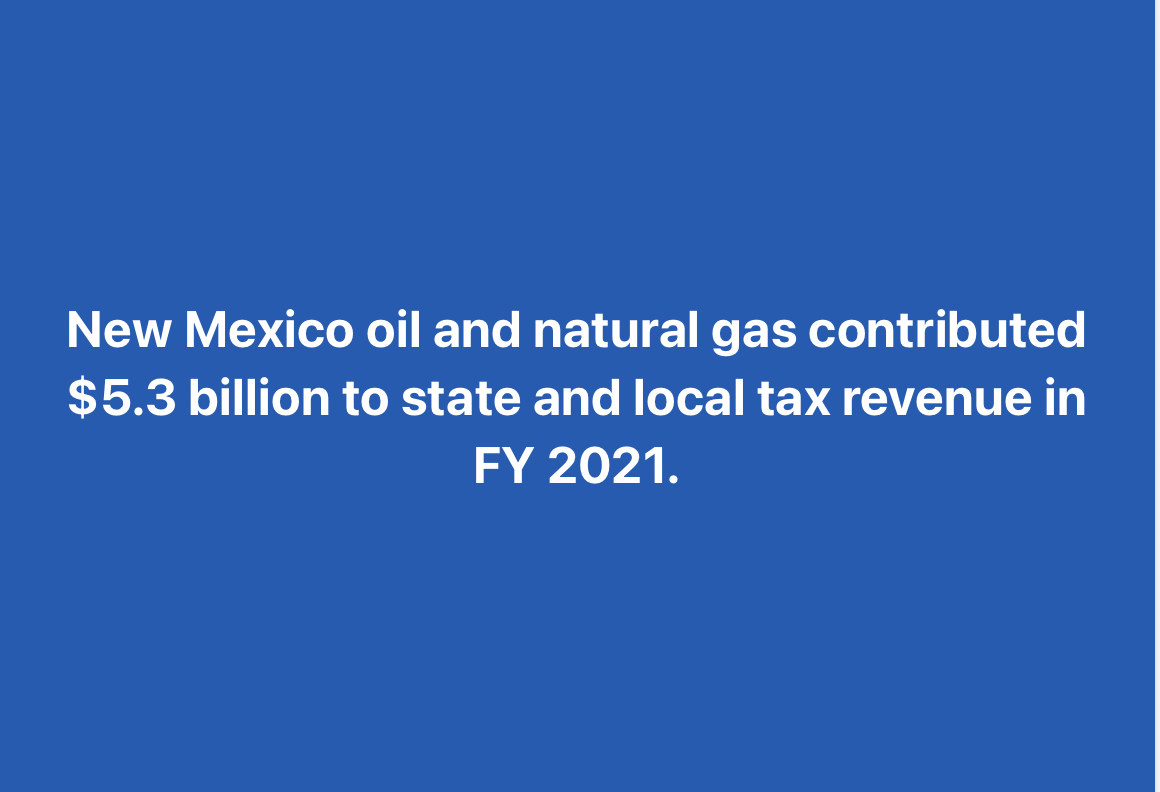 New Mexico oil and natural gas contributed
$5.3 billion to state and local tax revenue in
FY 2021.